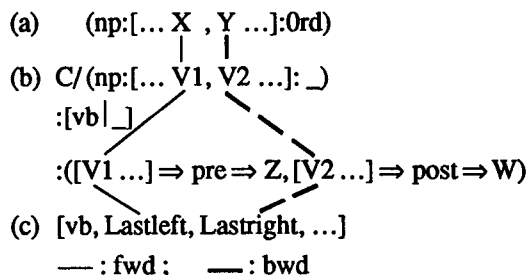 (a) (np:[… X , Y …]:0rd)
(b) C/(np:[… V1, V2 …]: _)
:[vb|_]
:([V1 …] ⇒ pre ⇒ Z, [V2 …] ⇒ post ⇒ W)
(c) [vb, Lastleft, Lastright, …]
— : fwd ; — : bwd